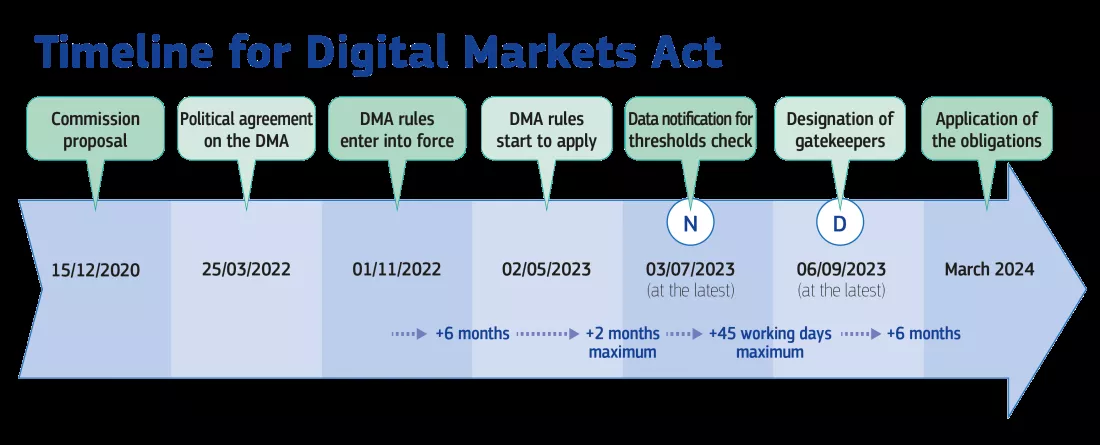 Timeline for Digital Markets Act
Commission
proposal
Political agreement
on the DMA
DMA rules
enter into force
DMA rules
start to apply
Data notification for
thresholds check
Designation of
gatekeepers
Application of
the obligations
N
D
15/12/2020
25/03/2022
01/11/2022
02/05/2023
03/07/2023
(at the latest)
06/09/2023
(at the latest)
March 2024
+6 months
+2 months
maximum
+45 working days
maximum
+6 months